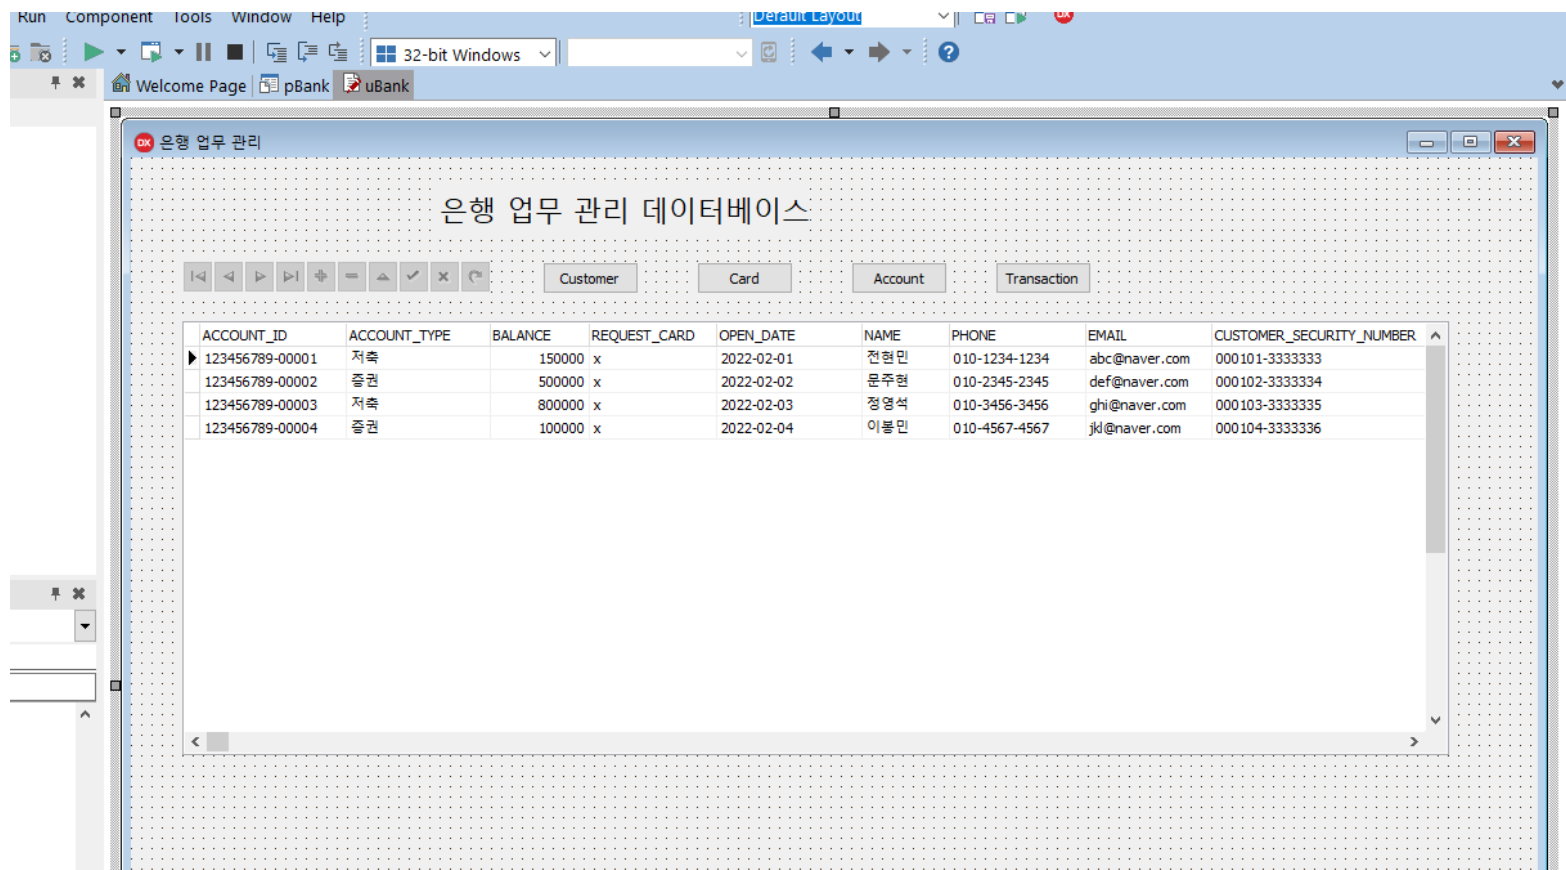 Run Component Tools Window Help Default Layout
32-bit Windows
Welcome Page pBank uBank
DX 은행 업무 관리
은행 업무 관리 데이터베이스
Customer Card Account Transaction
ACCOUNT_ID ACCOUNT_TYPE BALANCE REQUEST_CARD OPEN_DATE NAME PHONE EMAIL CUSTOMER_SECURITY_NUMBER
123456789-00001 저축 150000 x 2022-02-01 전현민 010-1234-1234 abc@naver.com 000101-3333333
123456789-00002 증권 500000 x 2022-02-02 문주현 010-2345-2345 def@naver.com 000102-3333334
123456789-00003 저축 800000 x 2022-02-03 정영석 010-3456-3456 ghi@naver.com 000103-3333335
123456789-00004 증권 100000 x 2022-02-04 이봉민 010-4567-4567 jkl@naver.com 000104-3333336